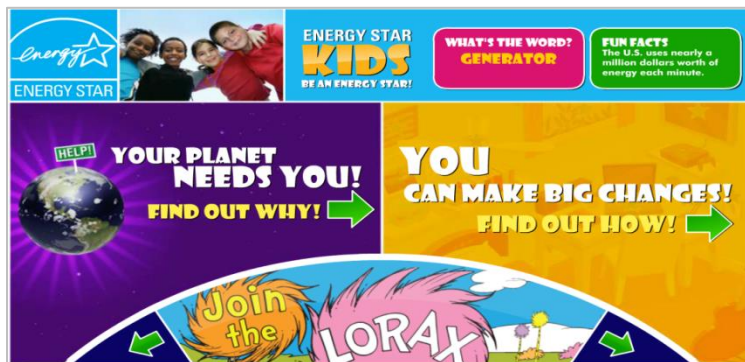 energy
ENERGY STAR
ENERGY STAR
KIDS
BE AN ENERGY STAR!
WHAT'S THE WORD?
GENERATOR
FUN FACTS
The U.S. uses nearly a
million dollars worth of
energy each minute.
HELP!
YOUR PLANET
NEEDS YOU!
FIND OUT WHY!
YOU
CAN MAKE BIG CHANGES!
FIND OUT HOW!
Join
the
LORAX